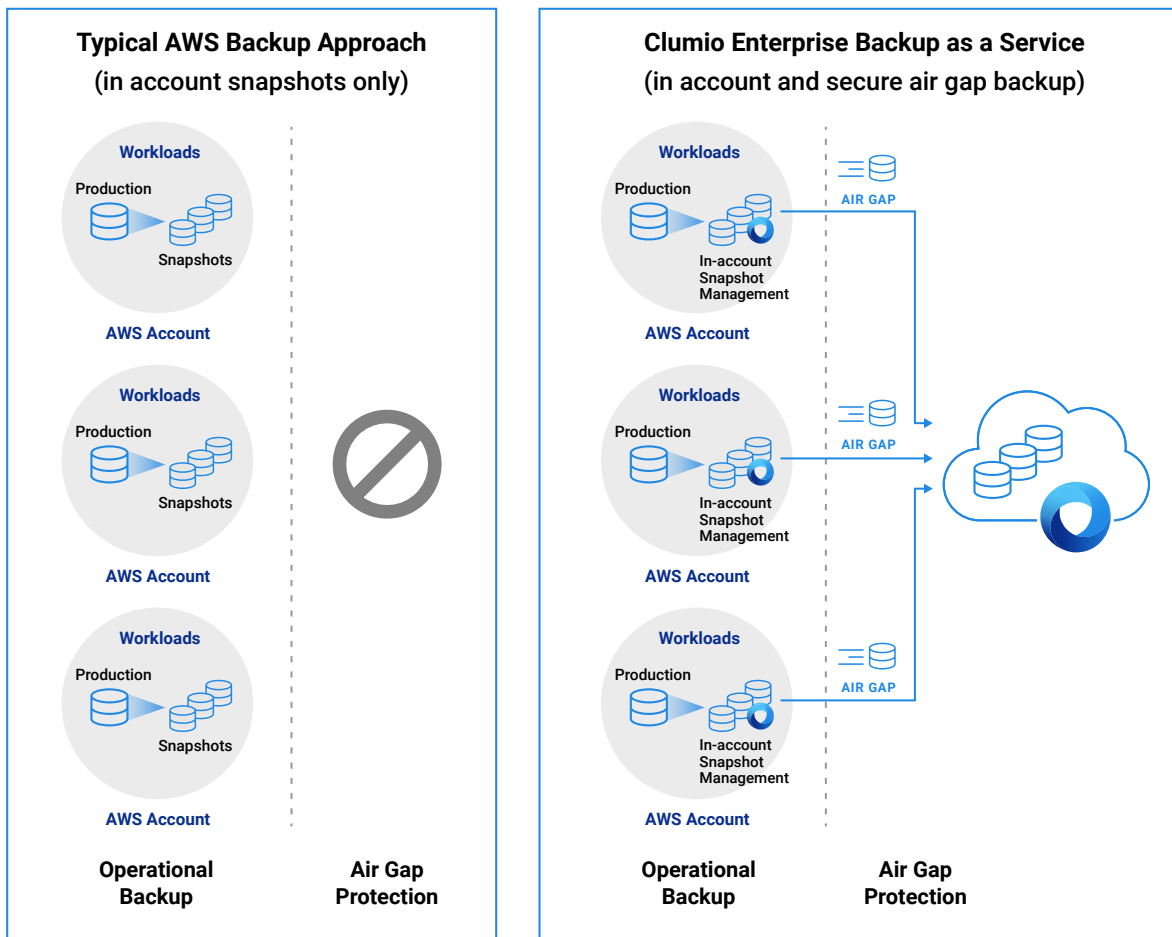 Typical AWS Backup Approach
(in account snapshots only)
Workloads
Production
Snapshots
AWS Account
Workloads
Production
Snapshots
AWS Account
Workloads
Production
Snapshots
AWS Account
Operational
Backup
Air Gap
Protection
Clumio Enterprise Backup as a Service
(in account and secure air gap backup)
Workloads
Production
In-account
Snapshot
Management
AWS Account
AIR GAP
Workloads
Production
In-account
Snapshot
Management
AWS Account
AIR GAP
Workloads
Production
In-account
Snapshot
Management
AWS Account
AIR GAP
Operational
Backup
Air Gap
Protection